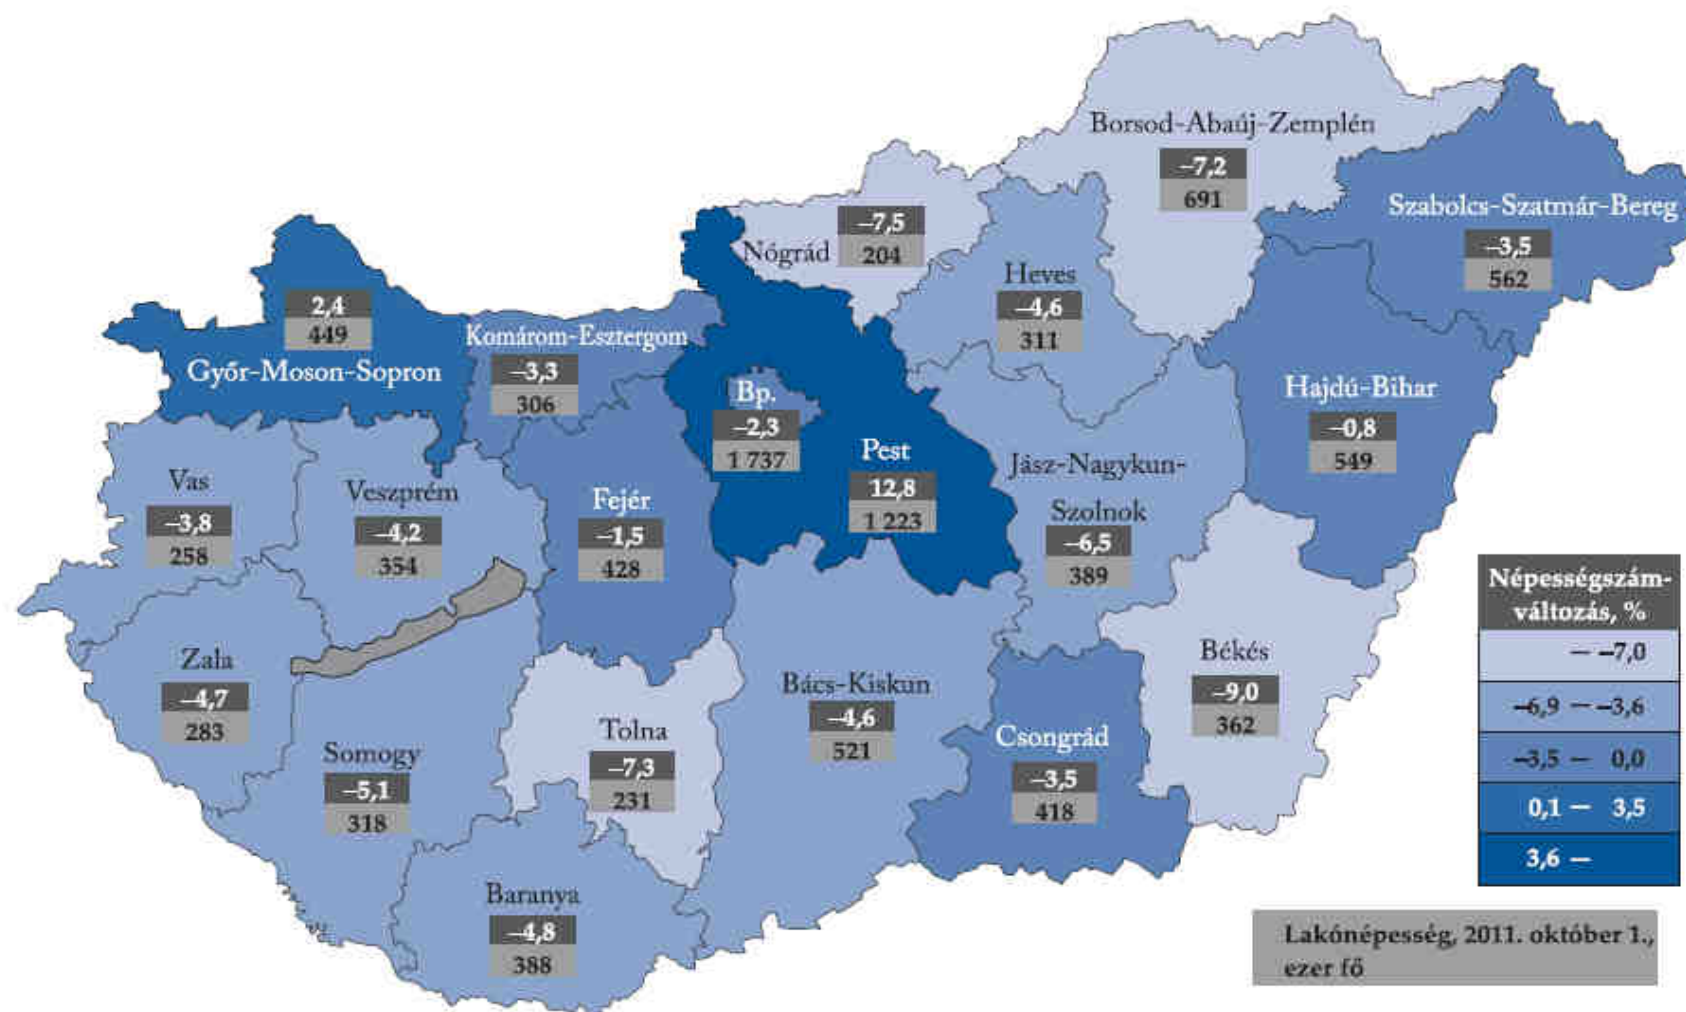 Borsod-Abaúj-Zemplén
–7,2
691
Szabolcs-Szatmár-Bereg
–3,5
562
Nógrád
–7,5
204
Heves
–4,6
311
2,4
449
Győr-Moson-Sopron
Komárom-Esztergom
–3,3
306
Bp.
–2,3
1 737
Pest
12,8
1 223
Hajdú-Bihar
–0,8
549
Jász-Nagykun-
Szolnok
–6,5
389
Vas
–3,8
258
Veszprém
–4,2
354
Fejér
–1,5
428
Zala
–4,7
283
Somogy
–5,1
318
Tolna
–7,3
231
Bács-Kiskun
–4,6
521
Csongrád
–3,5
418
Békés
–9,0
362
Baranya
–4,8
388
Népességszám-
változás, %
— –7,0
–6,9 — –3,6
–3,5 — 0,0
0,1 — 3,5
3,6 —
Lakónépesség, 2011. október 1.,
ezer fő